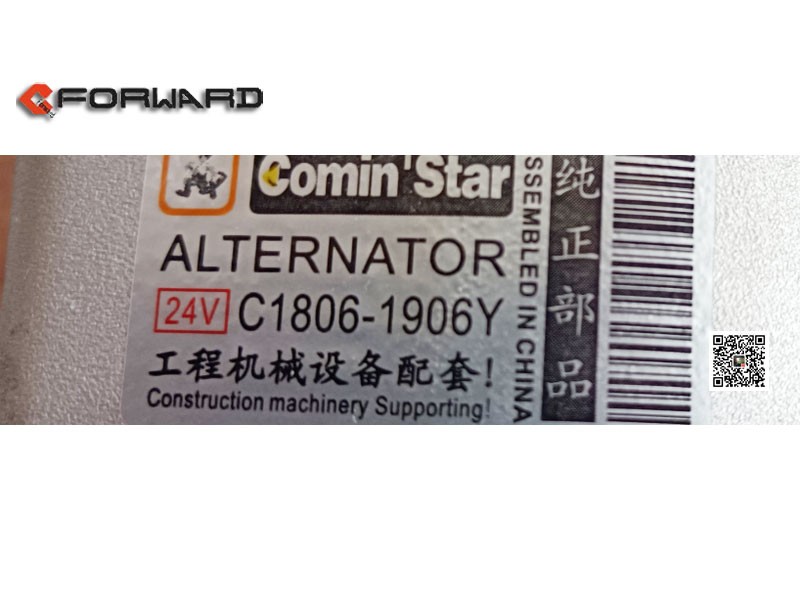 FORWARD
Comin'Star
ALTERNATOR
24V C1806-1906Y
工程机械设备配套!
Construction machinery Supporting!
SSEMBLED IN CHINA
纯正部品